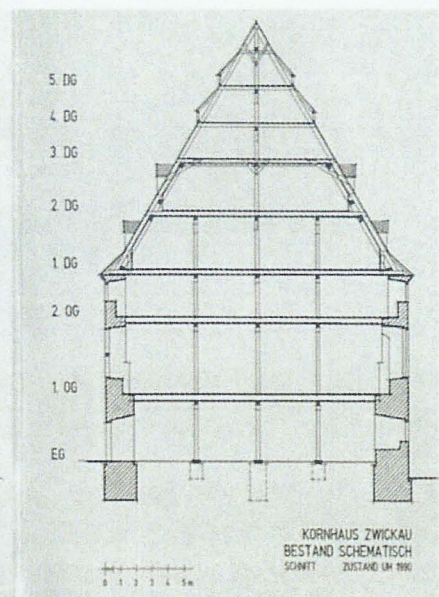 5. DG
4. DG
3. DG
2. DG
1. DG
2. OG
1. OG
EG
KORNHAUS ZWICKAU
BESTAND SCHEMATISCH
SCHNITT ZUSTAND UM 1990
0 1 2 3 4 5m